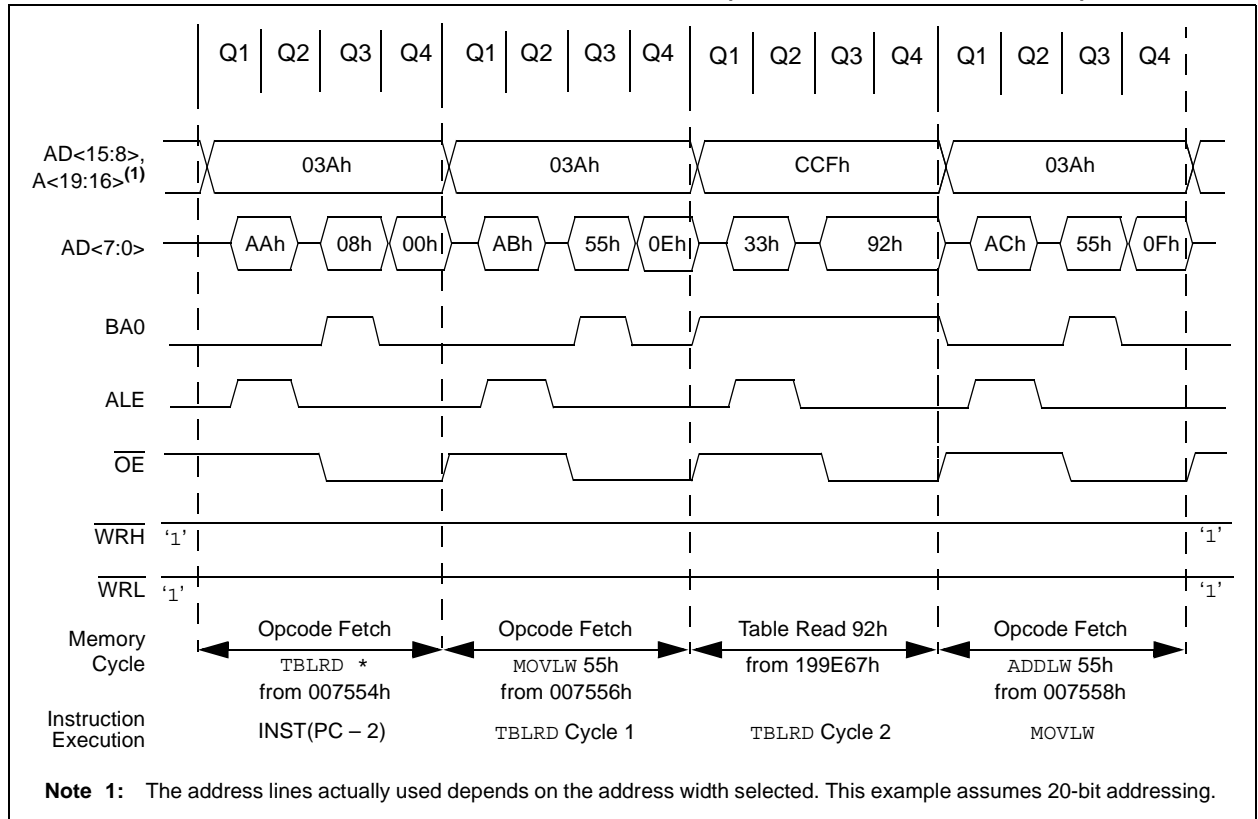 Q1 Q2 Q3 Q4 Q1 Q2 Q3 Q4 Q1 Q2 Q3 Q4 Q1 Q2 Q3 Q4
AD<15:8>,
A<19:16>(1)
03Ah 03Ah CCFh 03Ah
AD<7:0> AAh 08h 00h ABh 55h 0Eh 33h 92h ACh 55h 0Fh
BA0
ALE
OE
WRH '1' '1'
WRL '1' '1'
Memory
Cycle
Opcode Fetch Opcode Fetch Table Read 92h Opcode Fetch
TBLRD * MOVLW 55h from 199E67h ADDLW 55h
from 007554h from 007556h from 007558h
Instruction
Execution
INST(PC – 2) TBLRD Cycle 1 TBLRD Cycle 2 MOVLW
Note 1: The address lines actually used depends on the address width selected. This example assumes 20-bit addressing.